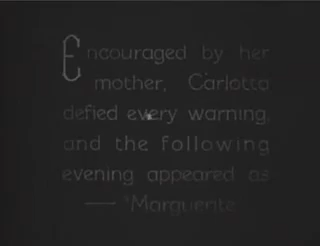 Encouraged by her
mother, Carlotta
defied every warning,
and the following
evening appeared as
— "Marguerite